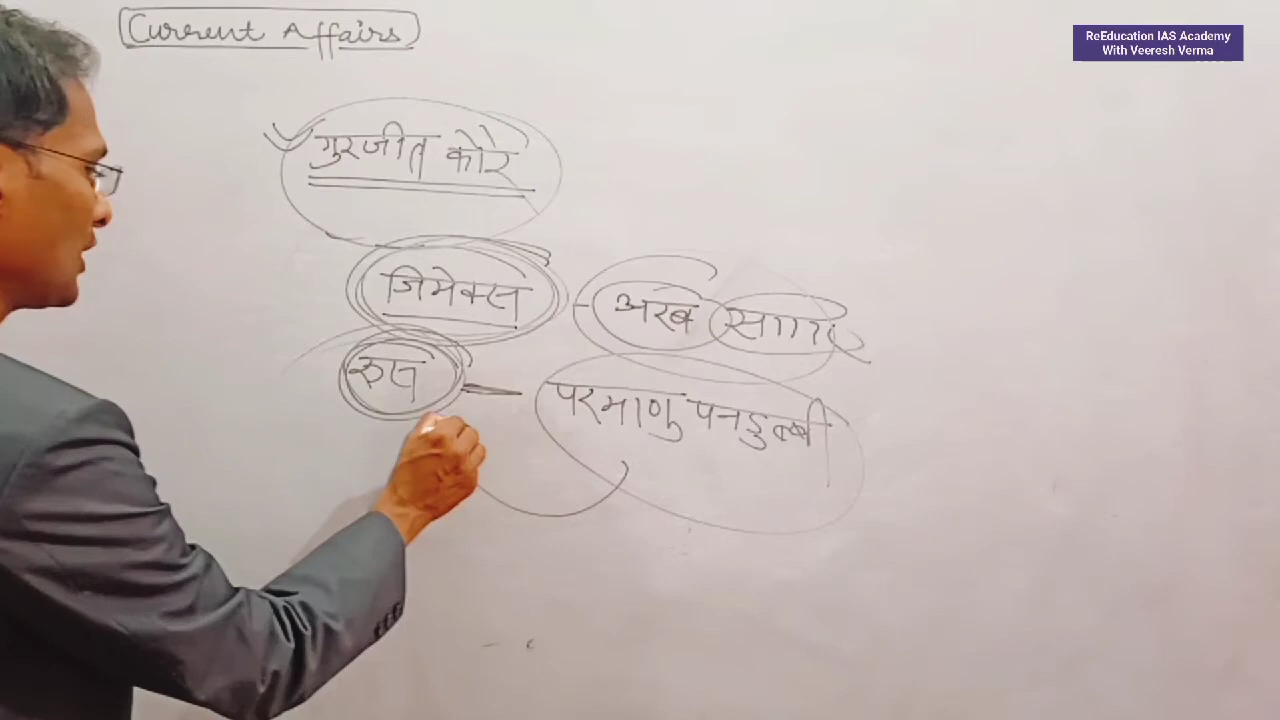 Current Affairs
ReEducation IAS Academy
With Veeresh Verma
गुरजीत कौर
जिमेक्स - अरब सागर
रूस - परमाणु पनडुब्बी